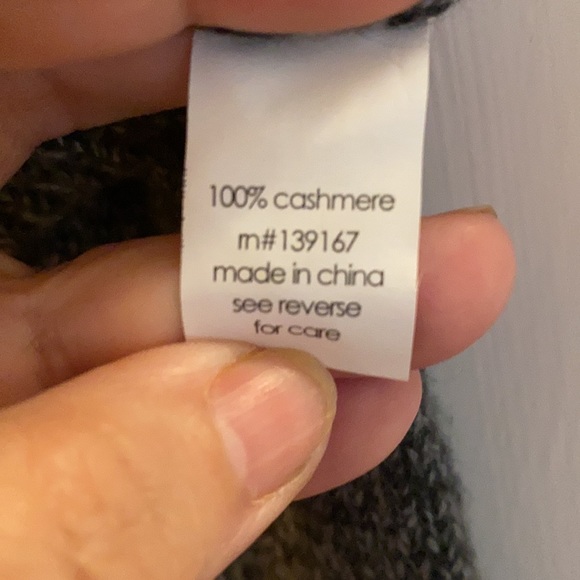 100% cashmere
rn#139167
made in china
see reverse
for care